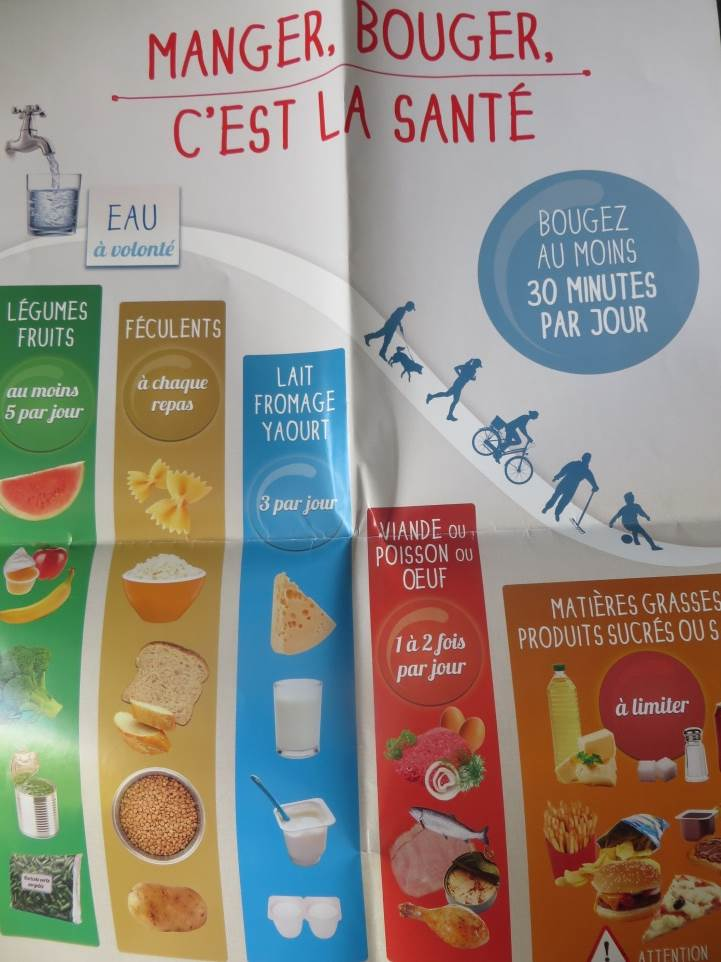 MANGER, BOUGER,
C'EST LA SANTÉ
EAU
à volonté
BOUGEZ
AU MOINS
30 MINUTES
PAR JOUR
LÉGUMES
FRUITS
au moins
5 par jour
FÉCULENTS
à chaque
repas
LAIT
FROMAGE
YAOURT
3 par jour
VIANDE OU
POISSON OU
OEUF
1 à 2 fois
par jour
MATIÈRES GRASSES
PRODUITS SUCRÉS OU S
à limiter
ATTENTION